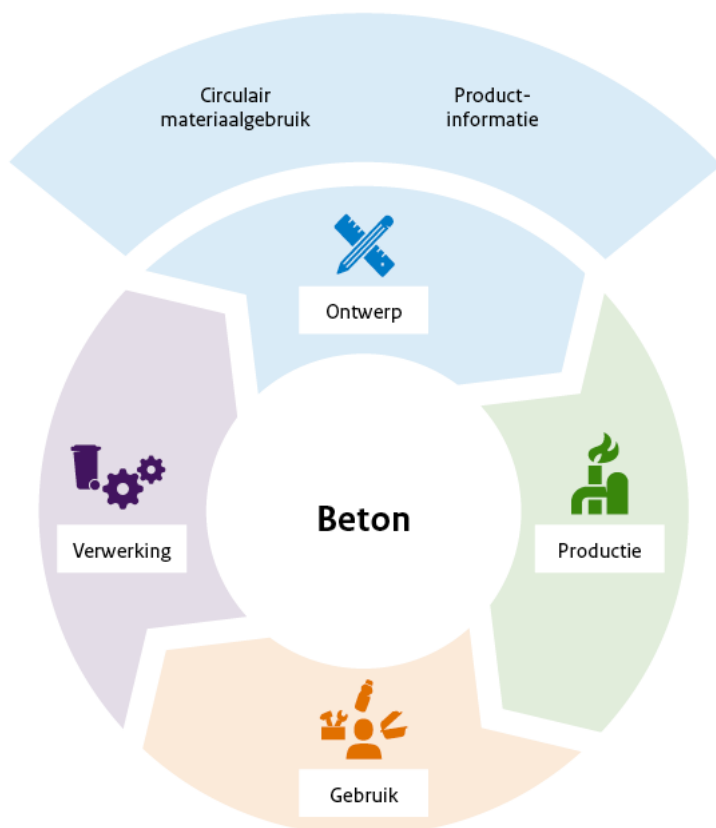 Circulair
materiaalgebruik
Product-
informatie
Ontwerp
Beton
Verwerking
Productie
Gebruik